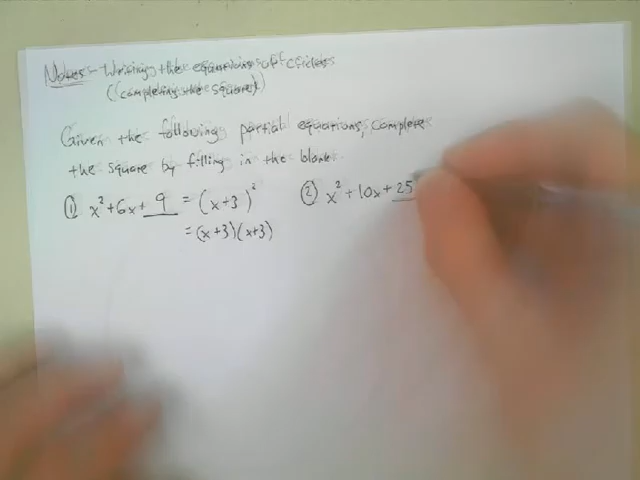 Notes - Writing the equations of circles
(completing the square)
Given the following partial equations, complete
the square by filling in the blank.
① x² + 6x + 9 = (x + 3)²
= (x + 3)(x + 3)
② x² + 10x + 25